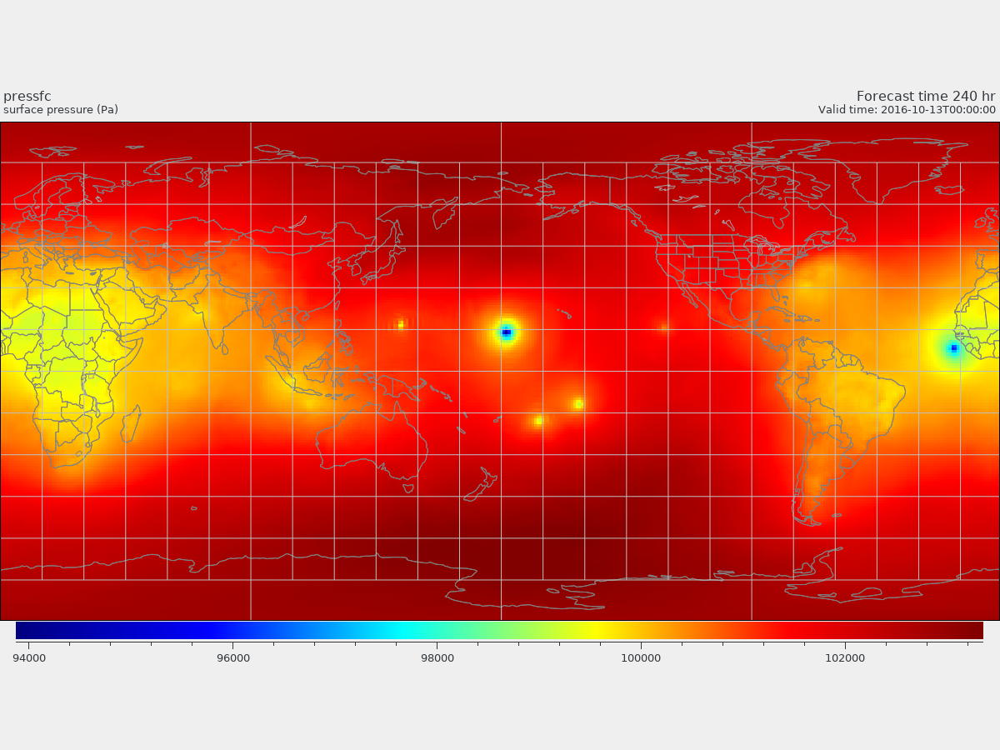 pressfc
surface pressure (Pa)
Forecast time 240 hr
Valid time: 2016-10-13T00:00:00
94000 96000 98000 100000 102000